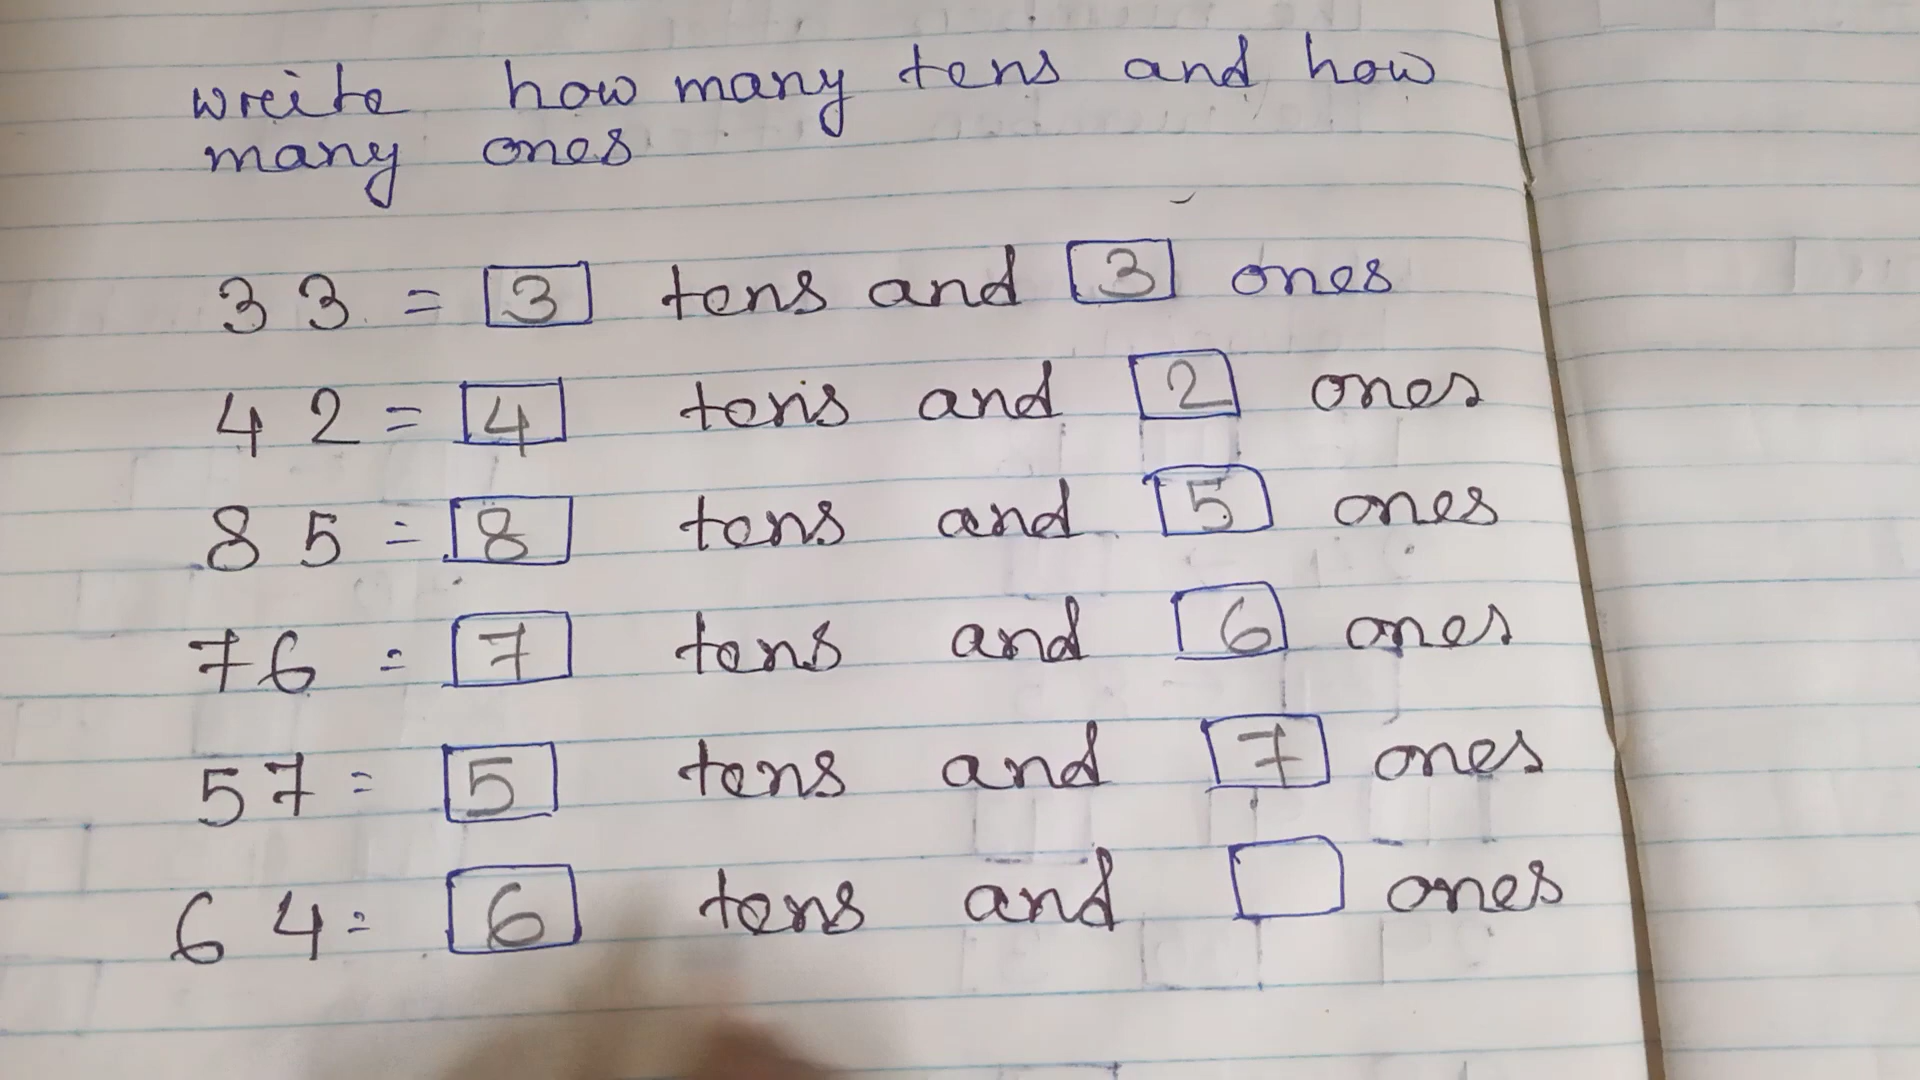 write how many tens and how
many ones
33 = 3 tens and 3 ones
42 = 4 tens and 2 ones
85 = 8 tens and 5 ones
76 = 7 tens and 6 ones
57 = 5 tens and 7 ones
64 = 6 tens and ones